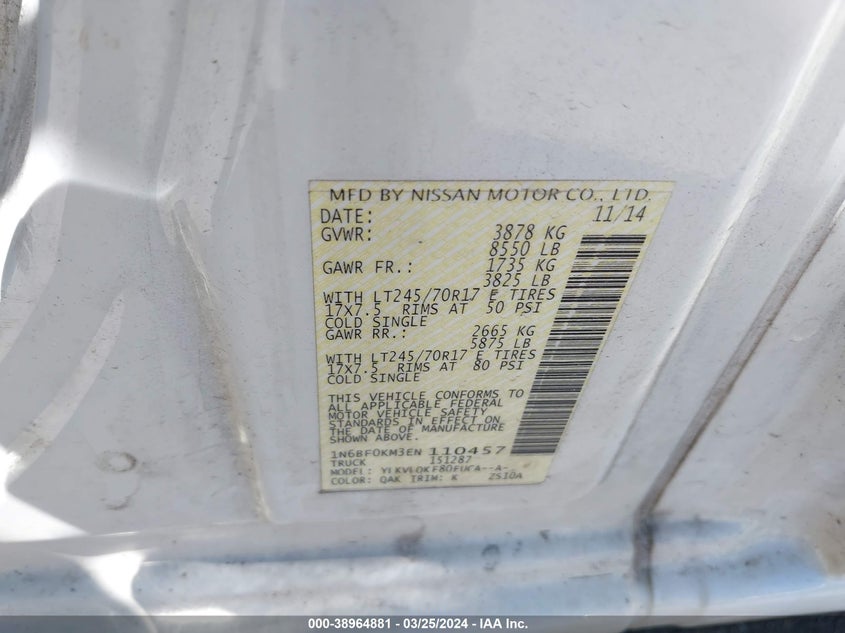 MFD BY NISSAN MOTOR CO., LTD.
DATE: 11/14
GVWR: 3878 KG
8550 LB
GAWR FR.: 1735 KG
3825 LB
WITH LT245/70R17 E TIRES
17X7.5 RIMS AT 50 PSI
COLD SINGLE
GAWR RR.: 2665 KG
5875 LB
WITH LT245/70R17 E TIRES
17X7.5 RIMS AT 80 PSI
COLD SINGLE
THIS VEHICLE CONFORMS TO
ALL APPLICABLE FEDERAL
MOTOR VEHICLE SAFETY
STANDARDS IN EFFECT ON
THE DATE OF MANUFACTURE
SHOWN ABOVE.
1N6BF0KM3EN 110457
TRUCK 151287
MODEL:
COLOR: QAK TRIM: K 2S10A
000-38964881 — 03/25/2024 — IAA Inc.